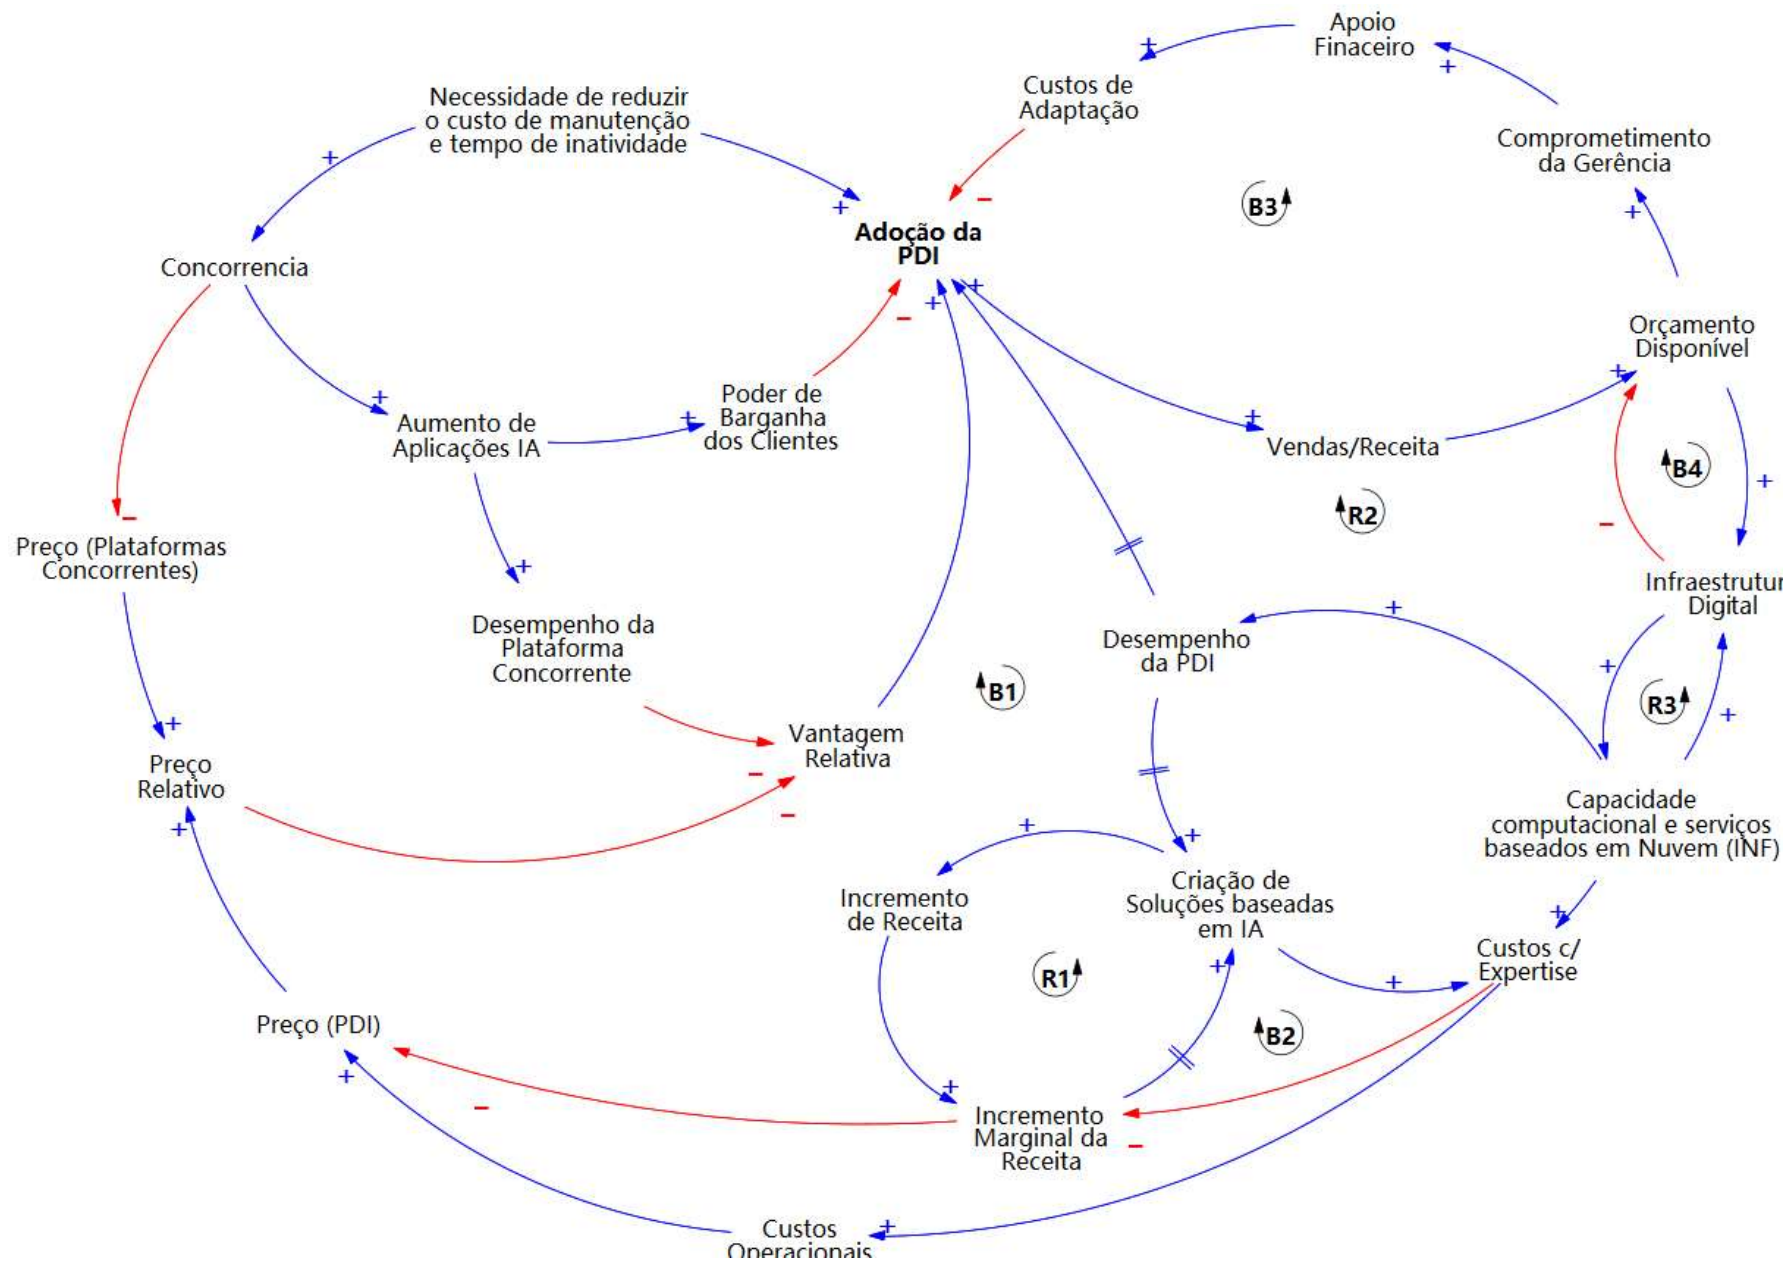 Apoio
Finaceiro
+
+
Custos de
Adaptação
Necessidade de reduzir
o custo de manutenção
e tempo de inatividade
Comprometimento
da Gerência
+
+
−
B3
+
Adoção da
PDI
Concorrencia
+
+
−
Orçamento
Disponível
+
+
+
+
Poder de
Barganha
dos Clientes
Aumento de
Aplicações IA
Vendas/Receita
B4
+
R2
−
−
Preço (Plataformas
Concorrentes)
+
Infraestrutur
Digital
+
Desempenho da
Plataforma
Concorrente
Desempenho
da PDI
+
B1
R3
+
+
Vantagem
Relativa
Preço
Relativo
−
−
+
+
+
Capacidade
computacional e serviços
baseados em Nuvem (INF)
Incremento
de Receita
Criação de
Soluções baseadas
em IA
+
Custos c/
Expertise
R1
+
+
Preço (PDI)
B2
+
+
−
Incremento
Marginal da
Receita
−
Custos
Operacionais
+